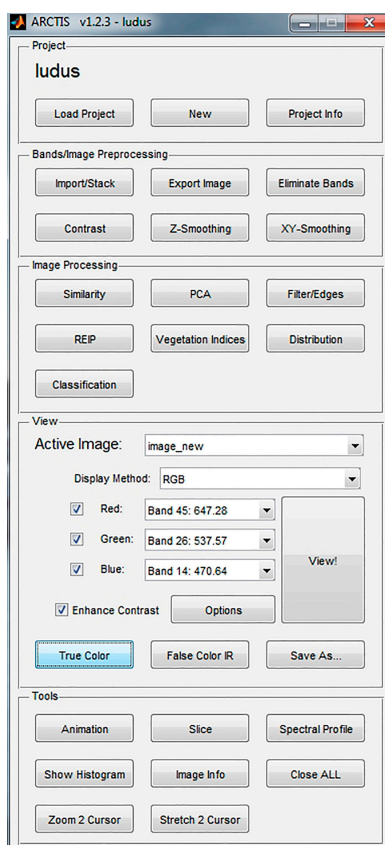 ARCTIS v1.2.3 - ludus
Project
ludus
Load Project New Project Info
Bands/Image Preprocessing
Import/Stack Export Image Eliminate Bands
Contrast Z-Smoothing XY-Smoothing
Image Processing
Similarity PCA Filter/Edges
REIP Vegetation Indices Distribution
Classification
View
Active Image: image_new
Display Method: RGB
Red: Band 45: 647.28
Green: Band 26: 537.57
Blue: Band 14: 470.64
View!
Enhance Contrast Options
True Color False Color IR Save As...
Tools
Animation Slice Spectral Profile
Show Histogram Image Info Close ALL
Zoom 2 Cursor Stretch 2 Cursor